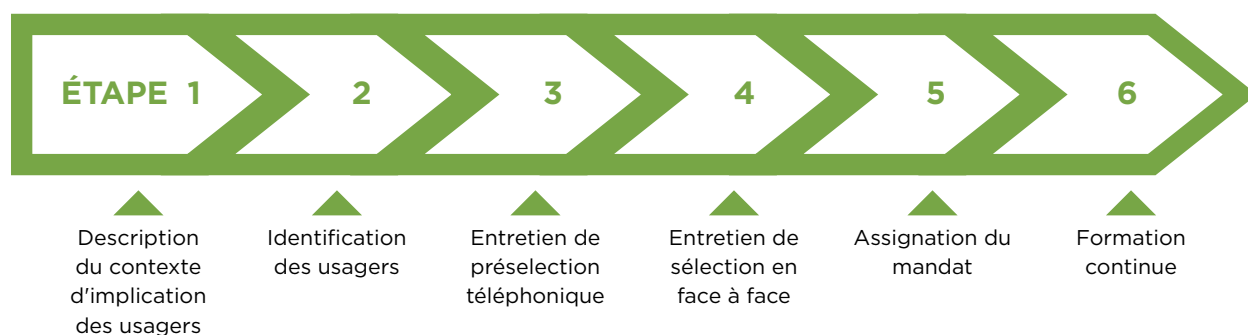 ÉTAPE 1
2
3
4
5
6
Description
du contexte
d'implication
des usagers
Identification
des usagers
Entretien de
préselection
téléphonique
Entretien de
sélection en
face à face
Assignation du
mandat
Formation
continue